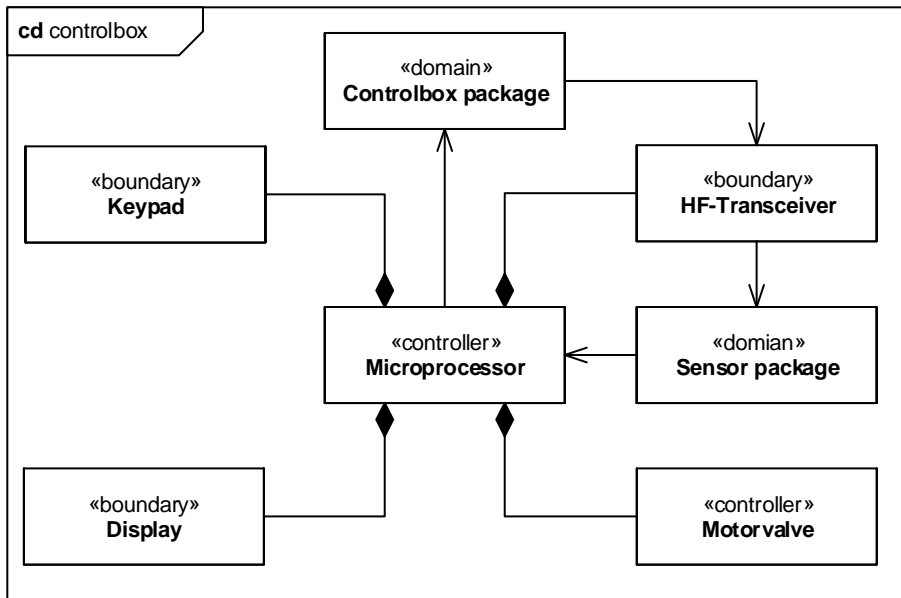 cd controlbox
«domain»
Controlbox package
«boundary»
Keypad
«boundary»
HF-Transceiver
«controller»
Microprocessor
«domian»
Sensor package
«boundary»
Display
«controller»
Motorvalve